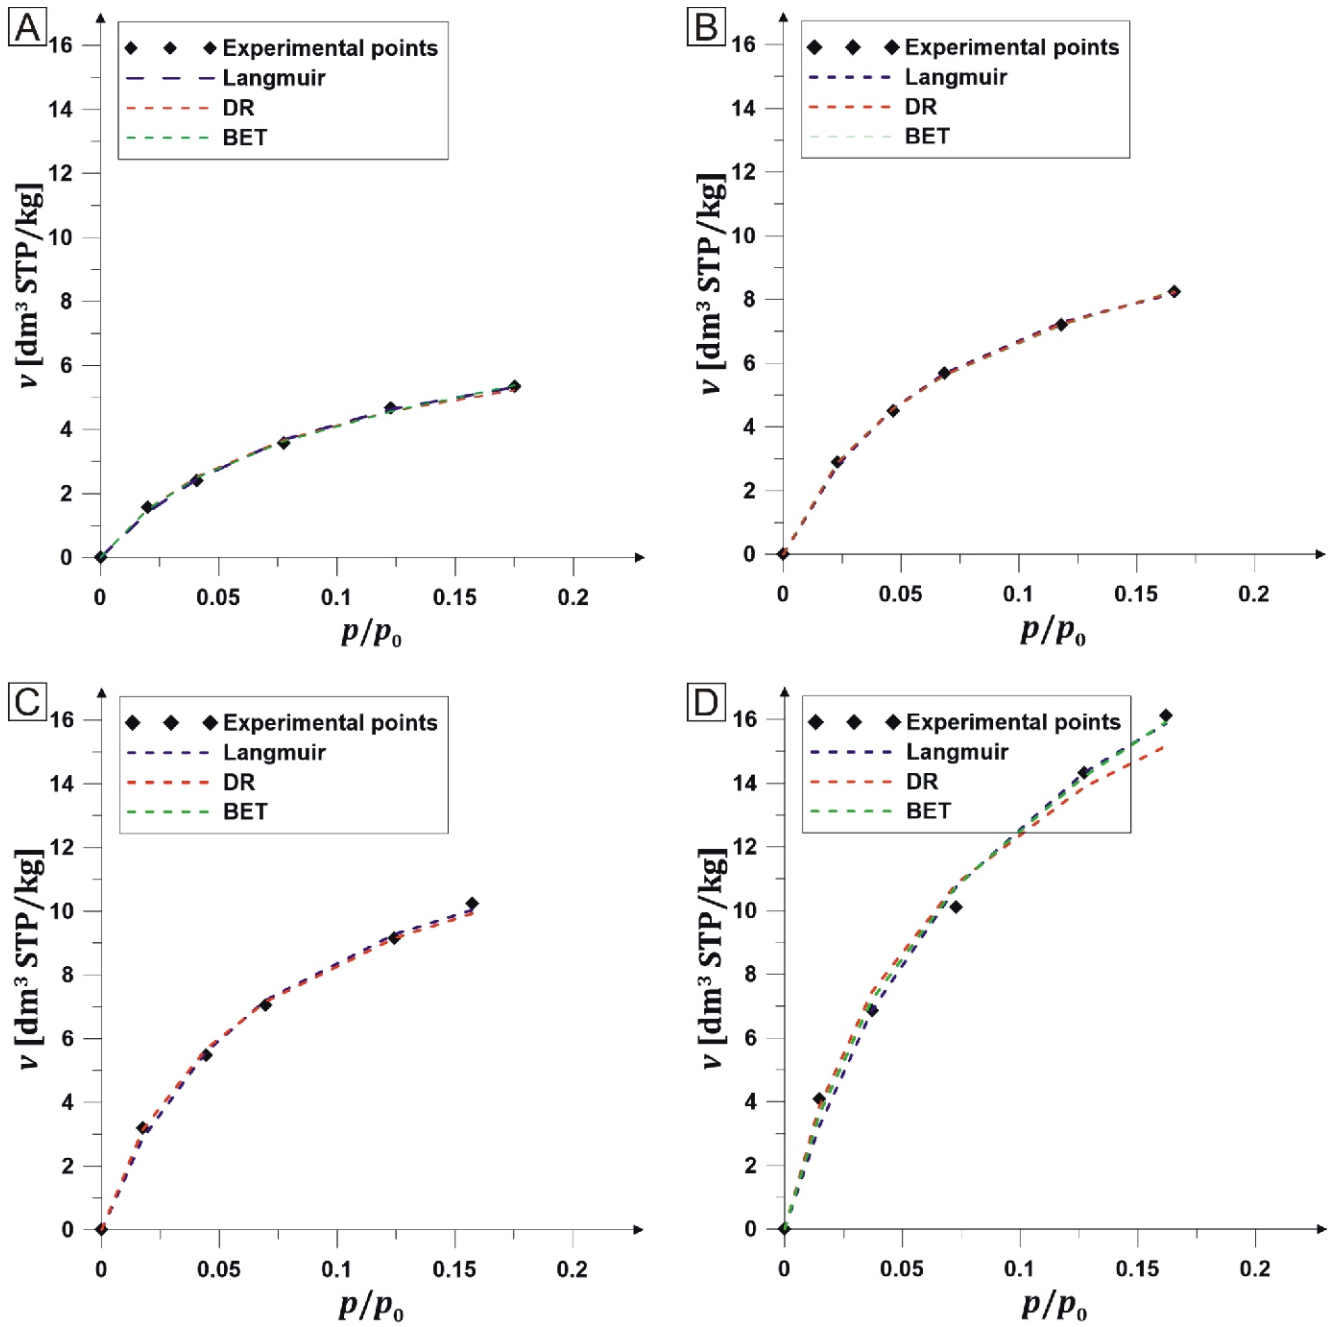 A
Experimental points
Langmuir
DR
BET
16
14
12
10
8
6
4
2
0
v [dm³ STP/kg]
0 0.05 0.1 0.15 0.2
p/p₀
B
Experimental points
Langmuir
DR
BET
16
14
12
10
8
6
4
2
0
v [dm³ STP/kg]
0 0.05 0.1 0.15 0.2
p/p₀
C
Experimental points
Langmuir
DR
BET
16
14
12
10
8
6
4
2
0
v [dm³ STP/kg]
0 0.05 0.1 0.15 0.2
p/p₀
D
Experimental points
Langmuir
DR
BET
16
14
12
10
8
6
4
2
0
v [dm³ STP/kg]
0 0.05 0.1 0.15 0.2
p/p₀